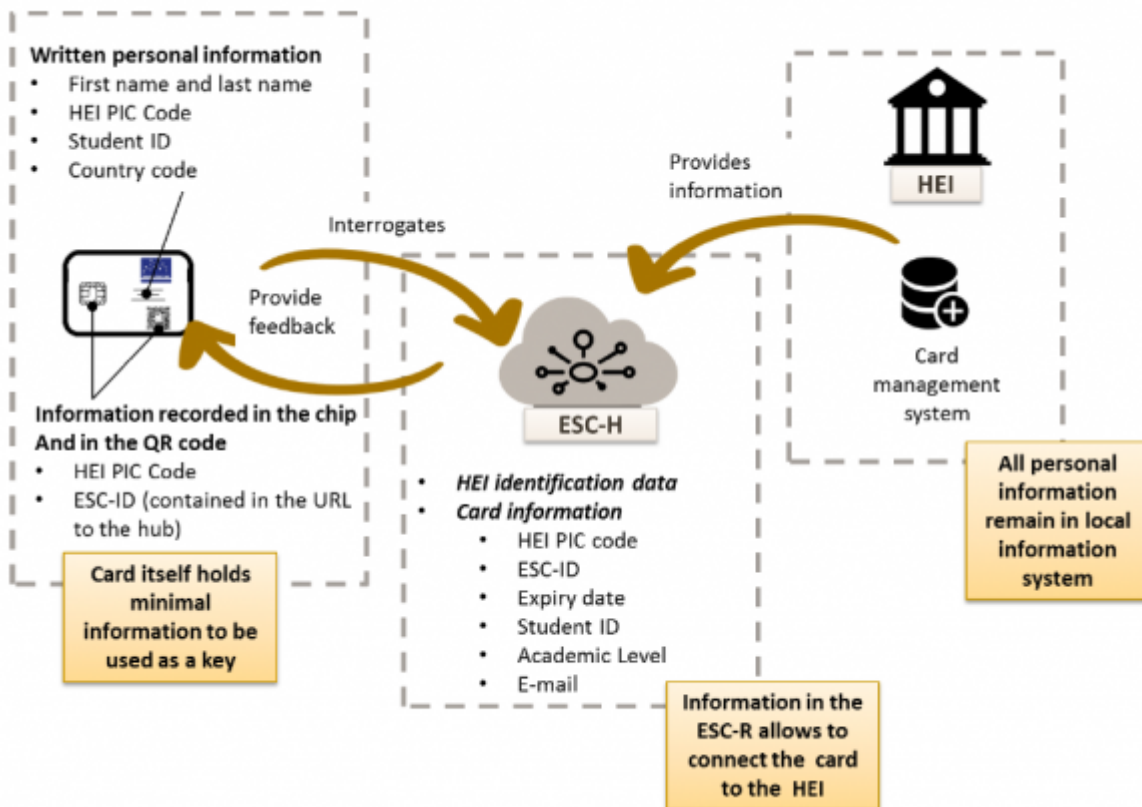 Written personal information
• First name and last name
• HEI PIC Code
• Student ID
• Country code
Interrogates
Provide
feedback
Information recorded in the chip
And in the QR code
• HEI PIC Code
• ESC-ID (contained in the URL
to the hub)
Card itself holds
minimal
information to be
used as a key
ESC-H
• HEI identification data
• Card information
• HEI PIC code
• ESC-ID
• Expiry date
• Student ID
• Academic Level
• E-mail
Information in the
ESC-R allows to
connect the card
to the HEI
Provides
information
HEI
Card
management
system
All personal
information
remain in local
information
system